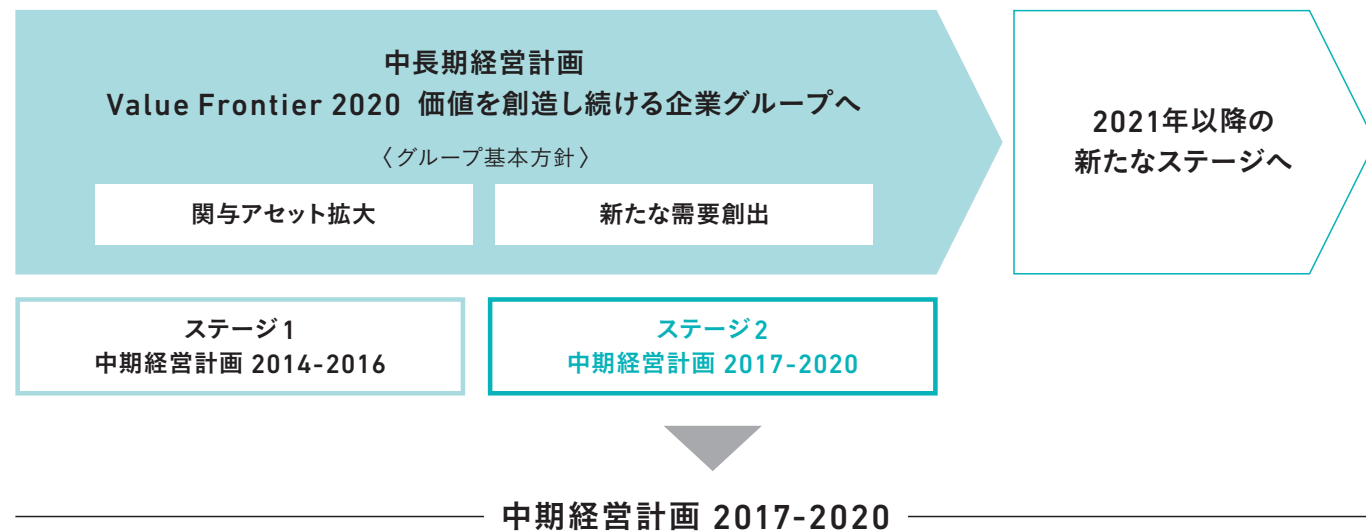 中長期経営計画
Value Frontier 2020 価値を創造し続ける企業グループへ
〈グループ基本方針〉
関与アセット拡大
新たな需要創出
2021年以降の
新たなステージへ
ステージ1
中期経営計画 2014-2016
ステージ2
中期経営計画 2017-2020
中期経営計画 2017-2020